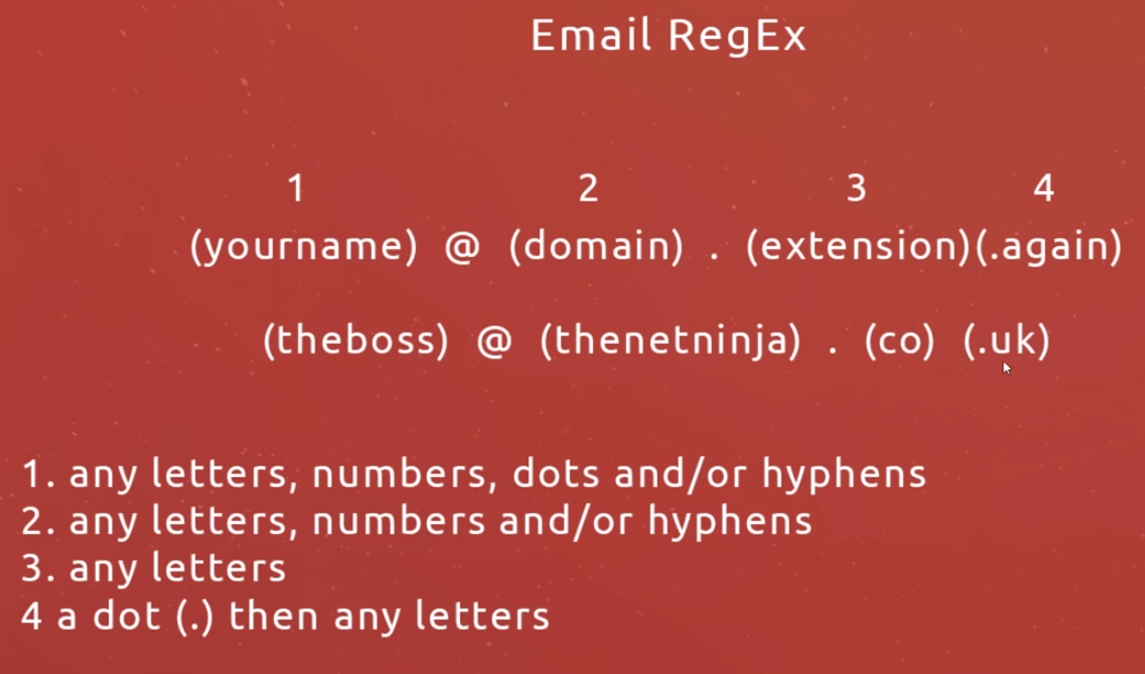 Email RegEx
1 2 3 4
(yourname) @ (domain) . (extension)(.again)
(theboss) @ (thenetninja) . (co) (.uk)
1. any letters, numbers, dots and/or hyphens
2. any letters, numbers and/or hyphens
3. any letters
4 a dot (.) then any letters